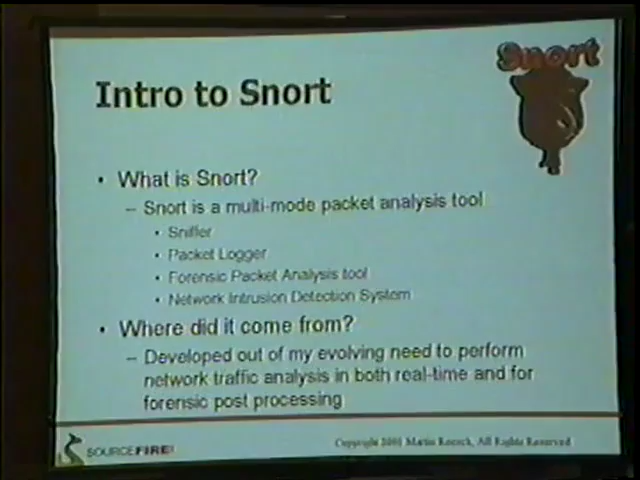 Snort
Intro to Snort
• What is Snort?
– Snort is a multi-mode packet analysis tool
• Sniffer
• Packet Logger
• Forensic Packet Analysis tool
• Network Intrusion Detection System
• Where did it come from?
– Developed out of my evolving need to perform
network traffic analysis in both real-time and for
forensic post processing
SOURCEFIRE
Copyright 2001 Martin Roesch, All Rights Reserved